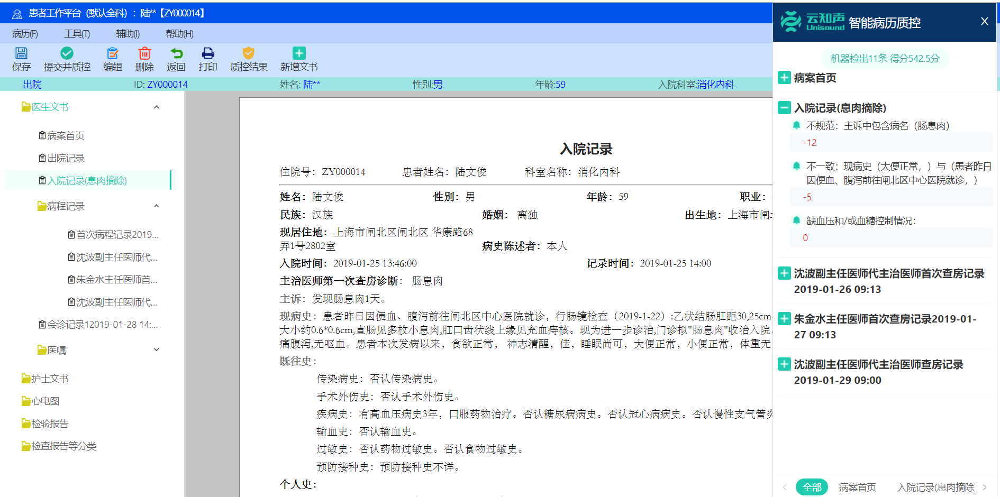 患者工作平台（默认全科）：陆**【ZY000014】
病历(F) 工具(T) 辅助(I) 帮助(H)
保存 提交并质控 编辑 删除 返回 打印 质控结果 新增文书
出院 ID: ZY000014 姓名: 陆** 性别:男 年龄:59 入院科室:消化内科
医生文书
病案首页
出院记录
入院记录(息肉摘除)
病程记录
首次病程记录2019...
沈波副主任医师代...
朱金水主任医师首...
沈波副主任医师代...
会诊记录12019-01-28 14:...
医嘱
护士文书
心电图
检验报告
检查报告等分类
入院记录
住院号：ZY000014 患者姓名：陆文俊 科室名称：消化内科
姓名：陆文俊 性别：男 年龄：59 职业：
民族：汉族 婚姻：离独 出生地：上海市闸
现居住地：上海市闸北区闸北区 华康路68
弄1号2802室 病史陈述者：本人
入院时间：2019-01-25 13:46:00 记录时间：2019-01-25 14:00
主治医师第一次查房诊断：肠息肉
主诉：发现肠息肉1天。
现病史：患者昨日因便血、腹泻前往闸北区中心医院就诊，行肠镜检查（2019-1-22）:乙状结肠肛距30,25cm
大小约0.6*0.6cm,直肠见多枚小息肉,肛口齿状线上缘见充血痔核。现为进一步诊治,门诊拟"肠息肉"收治入院。
痛腹泻,无呕血。患者本次发病以来，食欲正常， 神志清醒，佳，睡眠尚可，大便正常，小便正常，体重无
既往史：
传染病史：否认传染病史。
手术外伤史：否认手术外伤史。
疾病史：有高血压病史3年，口服药物治疗。否认糖尿病病史。否认冠心病病史。否认慢性支气管炎
输血史：否认输血史。
过敏史：否认药物过敏史。否认食物过敏史。
预防接种史：预防接种史不详。
个人史：
云知声 Unisound 智能病历质控 X
机器检出11条 得分542.5分
病案首页
入院记录(息肉摘除)
不规范：主诉中包含病名（肠息肉）
-12
不一致：现病史（大便正常，）与（患者昨日
因便血、腹泻前往闸北区中心医院就诊，）
-5
缺血压和/或血糖控制情况：
0
沈波副主任医师代主治医师首次查房记录
2019-01-26 09:13
朱金水主任医师首次查房记录2019-01-
27 09:13
沈波副主任医师代主治医师查房记录
2019-01-29 09:00
全部 病案首页 入院记录(息肉摘除)